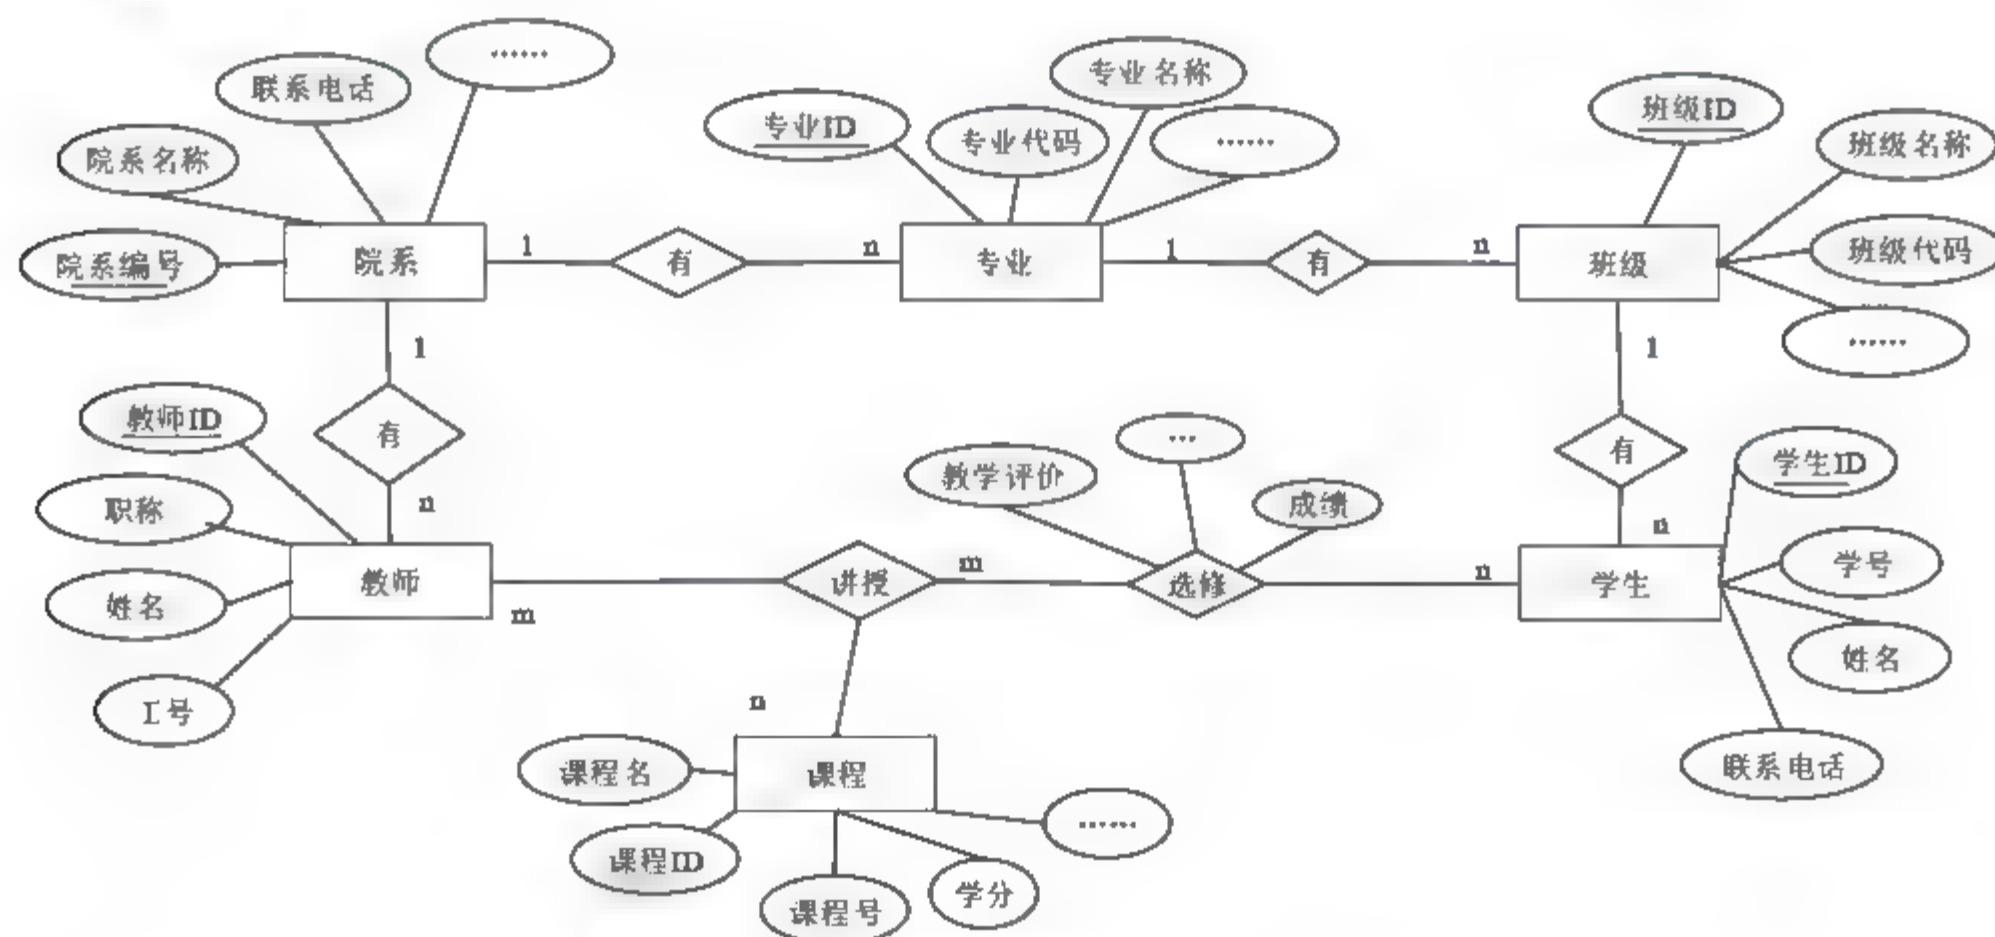 ……
联系电话
院系名称
院系编号
院系
1
有
n
专业ID
专业代码
专业名称
……
专业
1
有
n
班级ID
班级名称
班级代码
……
班级
1
有
n
1
有
n
教师ID
职称
姓名
工号
教师
m
讲授
m
教学评价
…
成绩
选修
n
学生
学生ID
学号
姓名
联系电话
n
课程名
课程
课程ID
课程号
学分
……